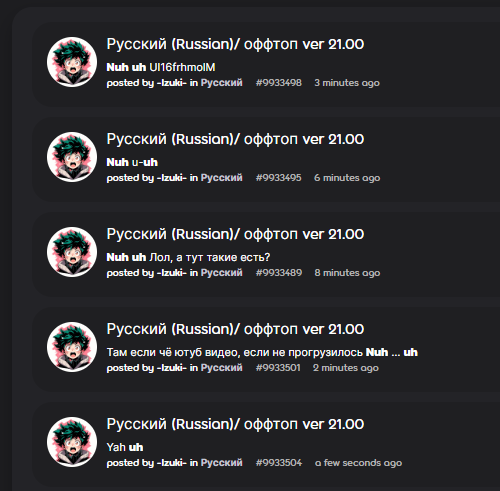 Русский (Russian)/ оффтоп ver 21.00
Nuh uh UI16frhmolM
posted by -Izuki- in Русский #9933498 3 minutes ago
Русский (Russian)/ оффтоп ver 21.00
Nuh u-uh
posted by -Izuki- in Русский #9933495 6 minutes ago
Русский (Russian)/ оффтоп ver 21.00
Nuh uh Лол, а тут такие есть?
posted by -Izuki- in Русский #9933489 8 minutes ago
Русский (Russian)/ оффтоп ver 21.00
Там если чё ютуб видео, если не прогрузилось Nuh ... uh
posted by -Izuki- in Русский #9933501 2 minutes ago
Русский (Russian)/ оффтоп ver 21.00
Yah uh
posted by -Izuki- in Русский #9933504 a few seconds ago